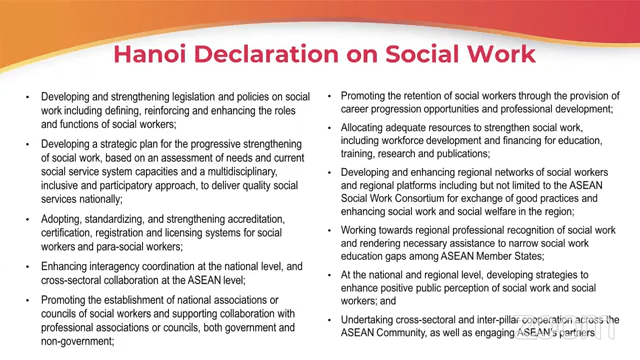 Hanoi Declaration on Social Work
• Developing and strengthening legislation and policies on social
work including defining, reinforcing and enhancing the roles
and functions of social workers;
• Developing a strategic plan for the progressive strengthening
of social work, based on an assessment of needs and current
social service system capacities and a multidisciplinary,
inclusive and participatory approach, to deliver quality social
services nationally;
• Adopting, standardizing, and strengthening accreditation,
certification, registration and licensing systems for social
workers and para-social workers;
• Enhancing interagency coordination at the national level, and
cross-sectoral collaboration at the ASEAN level;
• Promoting the establishment of national associations or
councils of social workers and supporting collaboration with
professional associations or councils, both government and
non-government;
• Promoting the retention of social workers through the provision of
career progression opportunities and professional development;
• Allocating adequate resources to strengthen social work,
including workforce development and financing for education,
training, research and publications;
• Developing and enhancing regional networks of social workers
and regional platforms including but not limited to the ASEAN
Social Work Consortium for exchange of good practices and
enhancing social work and social welfare in the region;
• Working towards regional professional recognition of social work
and rendering necessary assistance to narrow social work
education gaps among ASEAN Member States;
• At the national and regional level, developing strategies to
enhance positive public perception of social work and social
workers; and
• Undertaking cross-sectoral and inter-pillar cooperation across the
ASEAN Community, as well as engaging ASEAN's partners
zoom